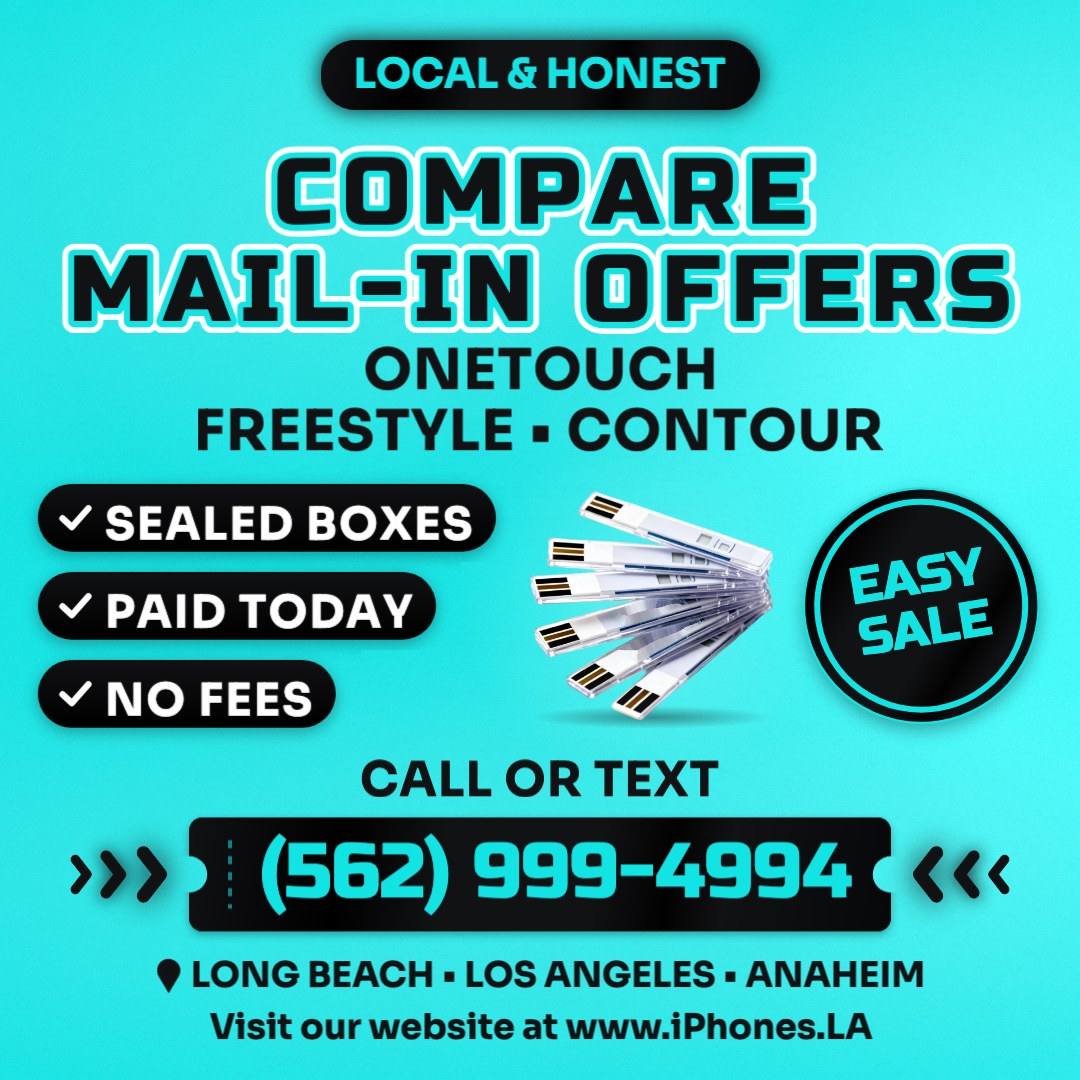 LOCAL & HONEST
COMPARE
MAIL-IN OFFERS
ONETOUCH
FREESTYLE ▪ CONTOUR
✓ SEALED BOXES
✓ PAID TODAY
✓ NO FEES
EASY
SALE
CALL OR TEXT
(562) 999-4994
LONG BEACH ▪ LOS ANGELES ▪ ANAHEIM
Visit our website at www.iPhones.LA